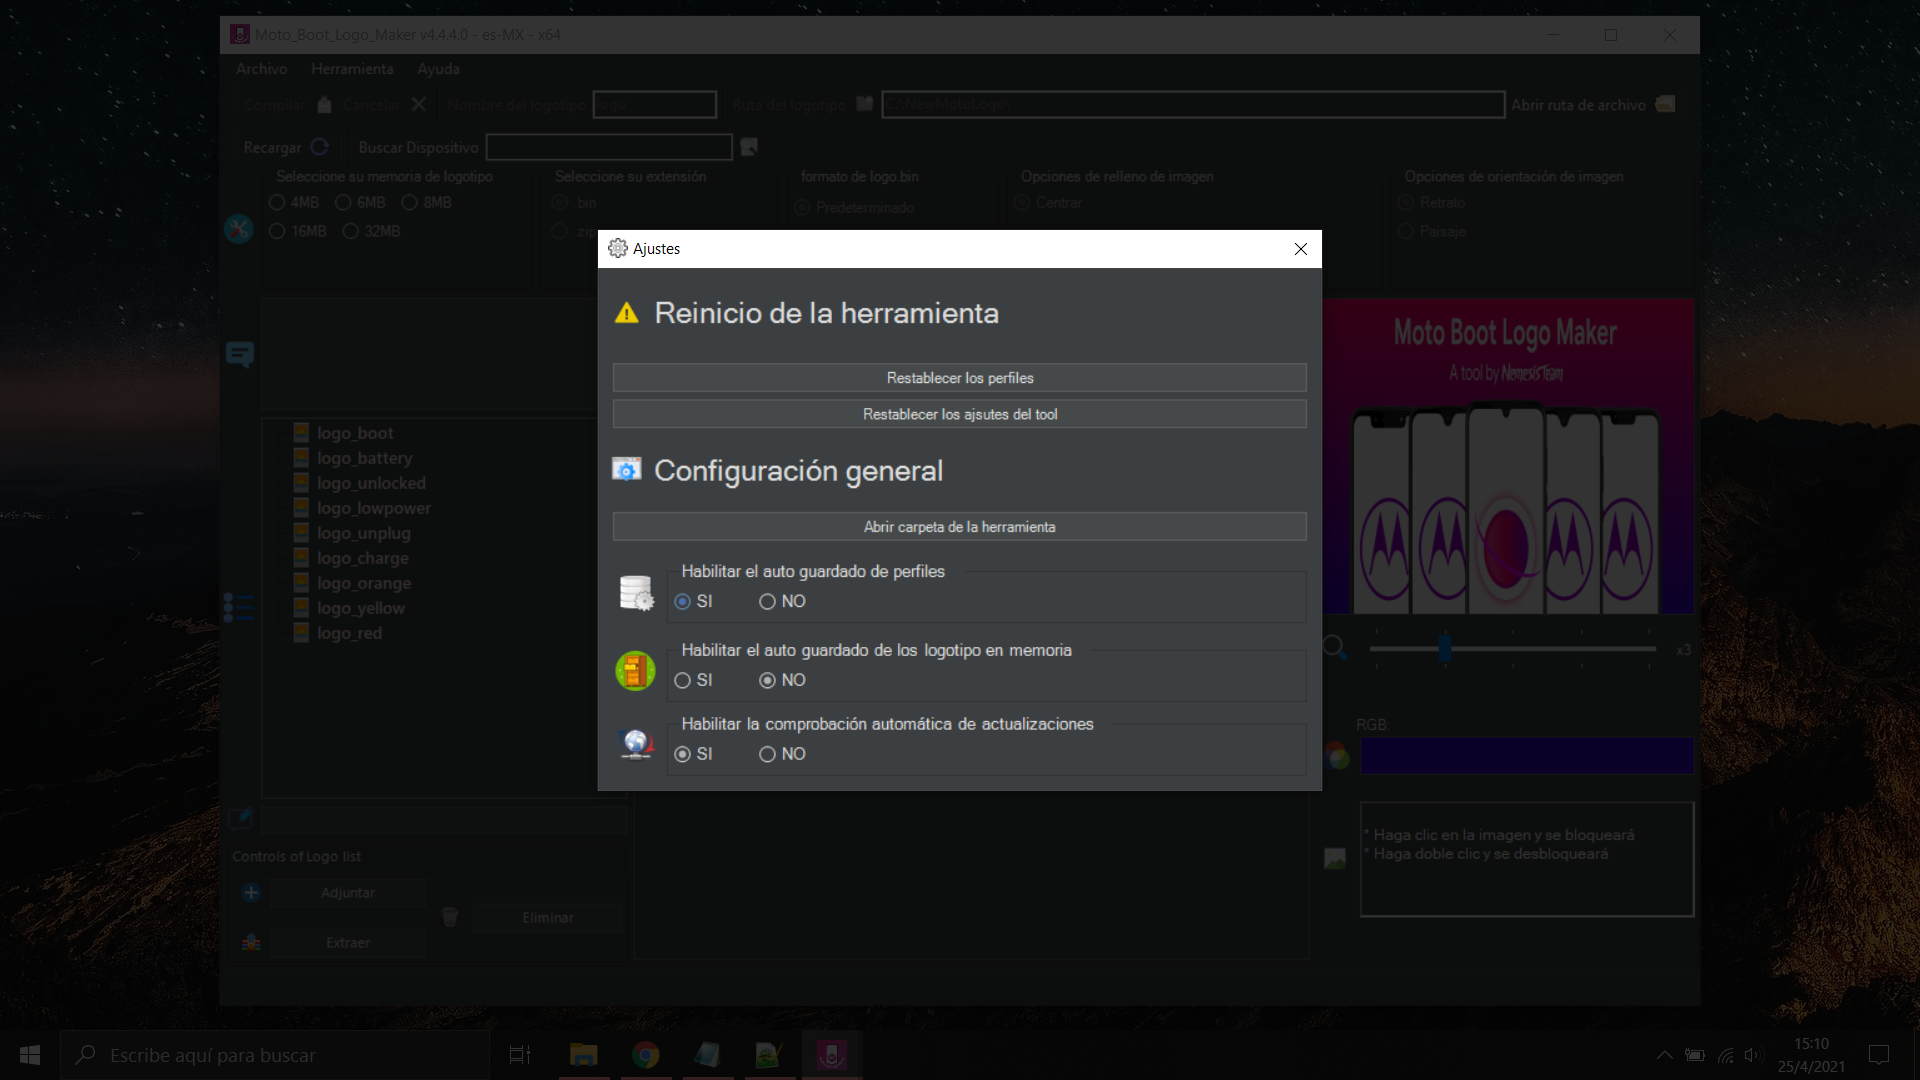 Moto_Boot_Logo_Maker v4.4.4.0 - es-MX - x64
Archivo Herramienta Ayuda
Compilar Cancelar Nombre del logotipo logo Ruta del logotipo C:\NewMotoLogo\ Abrir ruta de archivo
Recargar Buscar Dispositivo
Seleccione su memoria de logotipo Seleccione su extensión formato de logo.bin Opciones de relleno de imagen Opciones de orientación de imagen
4MB 6MB 8MB .bin Predeterminado Centrar Retrato
16MB 32MB zip Paisaje
Ajustes
Reinicio de la herramienta
Restablecer los perfiles
Restablecer los ajsutes del tool
Configuración general
Abrir carpeta de la herramienta
Habilitar el auto guardado de perfiles
SI NO
Habilitar el auto guardado de los logotipo en memoria
SI NO
Habilitar la comprobación automática de actualizaciones
SI NO
logo_boot
logo_battery
logo_unlocked
logo_lowpower
logo_unplug
logo_charge
logo_orange
logo_yellow
logo_red
Moto Boot Logo Maker
A tool by NemesisTeam
x3
RGB:
* Haga clic en la imagen y se bloqueará
* Haga doble clic y se desbloqueará
Controls of Logo list
Adjuntar
Eliminar
Extraer
Escribe aquí para buscar
15:10
25/4/2021